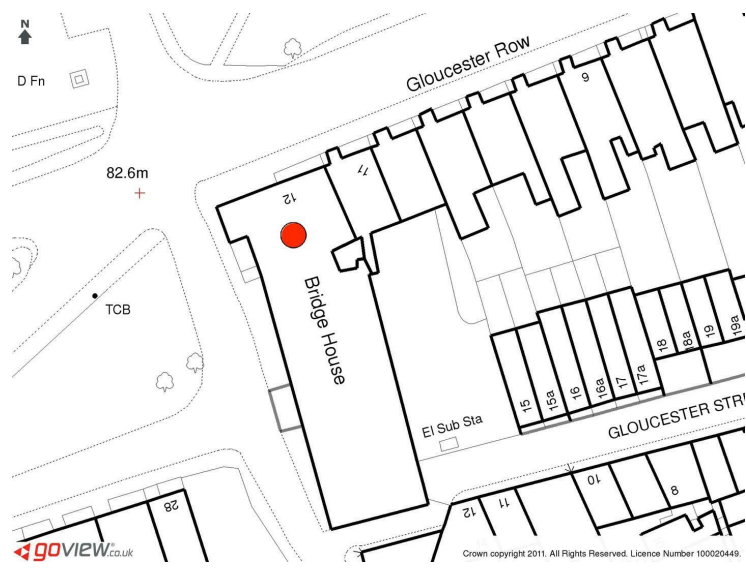 N
D Fn
Gloucester Row
9
82.6m
11
12
Bridge House
TCB
18
18a
19
19a
15
15a
16
16a
17
17a
El Sub Sta
GLOUCESTER STR
10
8
11
12
28
goview.co.uk
Crown copyright 2011. All Rights Reserved. Licence Number 100020449.